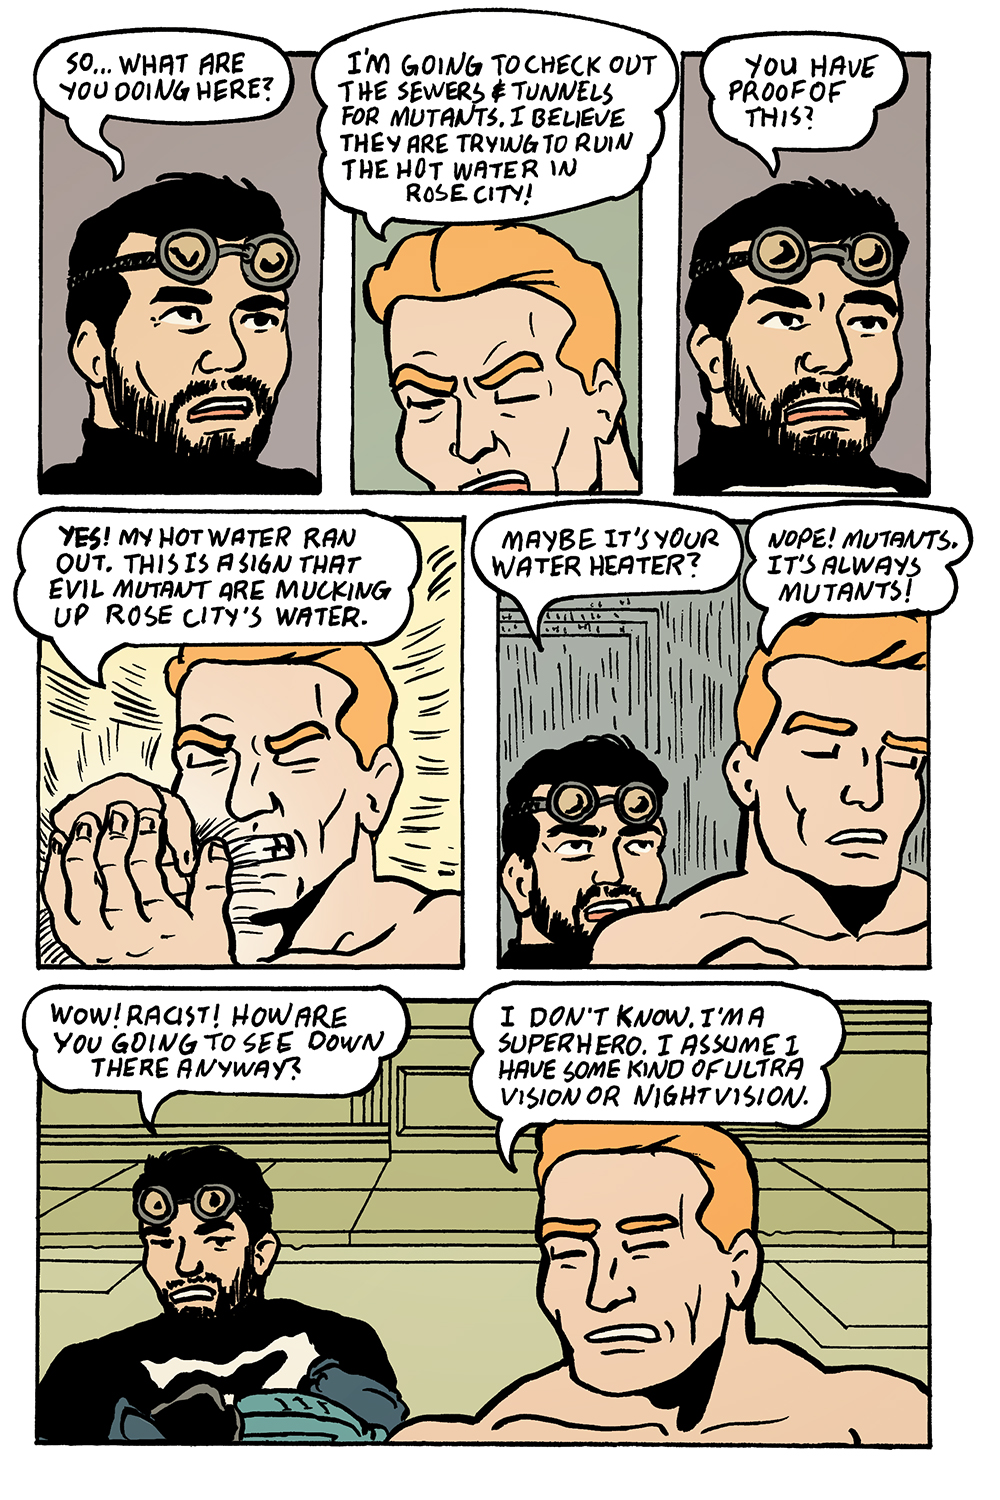 SO... WHAT ARE
YOU DOING HERE?
I'M GOING TO CHECK OUT
THE SEWERS & TUNNELS
FOR MUTANTS. I BELIEVE
THEY ARE TRYING TO RUIN
THE HOT WATER IN
ROSE CITY!
YOU HAVE
PROOF OF
THIS?
YES! MY HOT WATER RAN
OUT. THIS IS A SIGN THAT
EVIL MUTANT ARE MUCKING
UP ROSE CITY'S WATER.
MAYBE IT'S YOUR
WATER HEATER?
NOPE! MUTANTS.
IT'S ALWAYS
MUTANTS!
WOW! RACIST! HOW ARE
YOU GOING TO SEE DOWN
THERE ANYWAY?
I DON'T KNOW. I'M A
SUPERHERO. I ASSUME I
HAVE SOME KIND OF ULTRA
VISION OR NIGHT VISION.